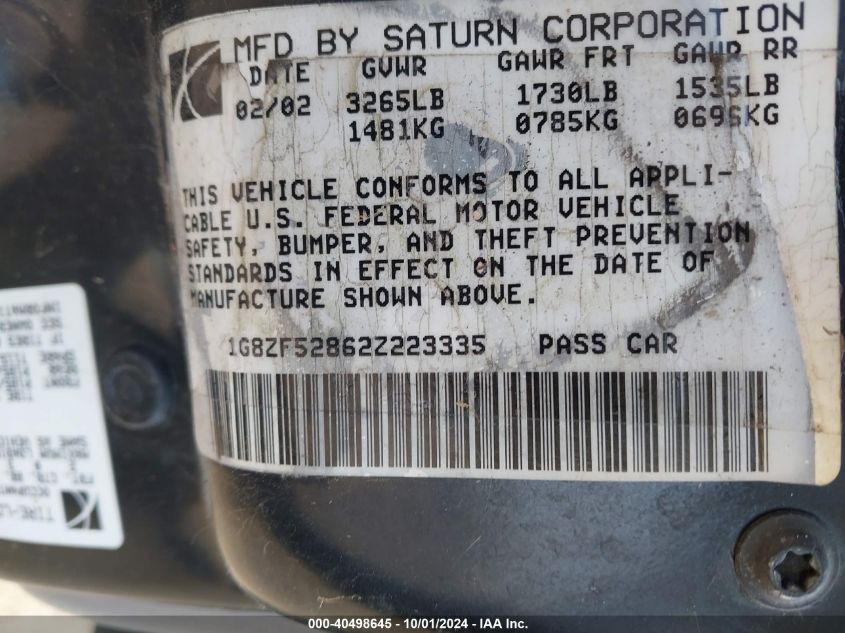 MFD BY SATURN CORPORATION
DATE GVWR GAWR FRT GAWR RR
02/02 3265LB 1730LB 1535LB
1481KG 0785KG 0696KG
THIS VEHICLE CONFORMS TO ALL APPLI-
CABLE U.S. FEDERAL MOTOR VEHICLE
SAFETY, BUMPER, AND THEFT PREVENTION
STANDARDS IN EFFECT ON THE DATE OF
MANUFACTURE SHOWN ABOVE.
1G8ZF52862Z223335 PASS CAR
000-40498645 - 10/01/2024 - IAA Inc.